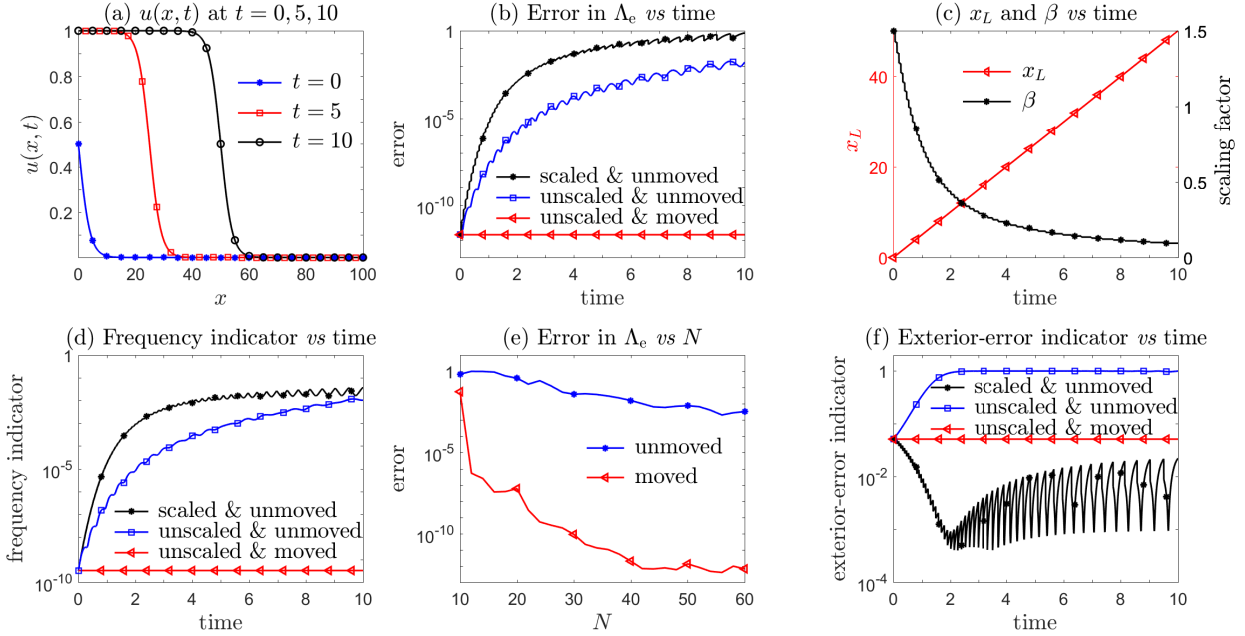 (a) u(x, t) at t = 0, 5, 10
u(x, t)
1
0.8
0.6
0.4
0.2
t = 0
t = 5
t = 10
0 20 40 60 80 100
x
(b) Error in Λe vs time
error
1
10^-5
10^-10
scaled & unmoved
unscaled & unmoved
unscaled & moved
0 2 4 6 8 10
time
(c) xL and β vs time
xL
40
20
0
xL
β
1.5
1
0.5
0
scaling factor
0 2 4 6 8 10
time
(d) Frequency indicator vs time
frequency indicator
1
10^-5
10^-10
scaled & unmoved
unscaled & unmoved
unscaled & moved
0 2 4 6 8 10
time
(e) Error in Λe vs N
error
1
10^-5
10^-10
unmoved
moved
10 20 30 40 50 60
N
(f) Exterior-error indicator vs time
exterior-error indicator
1
10^-2
10^-4
scaled & unmoved
unscaled & unmoved
unscaled & moved
0 2 4 6 8 10
time